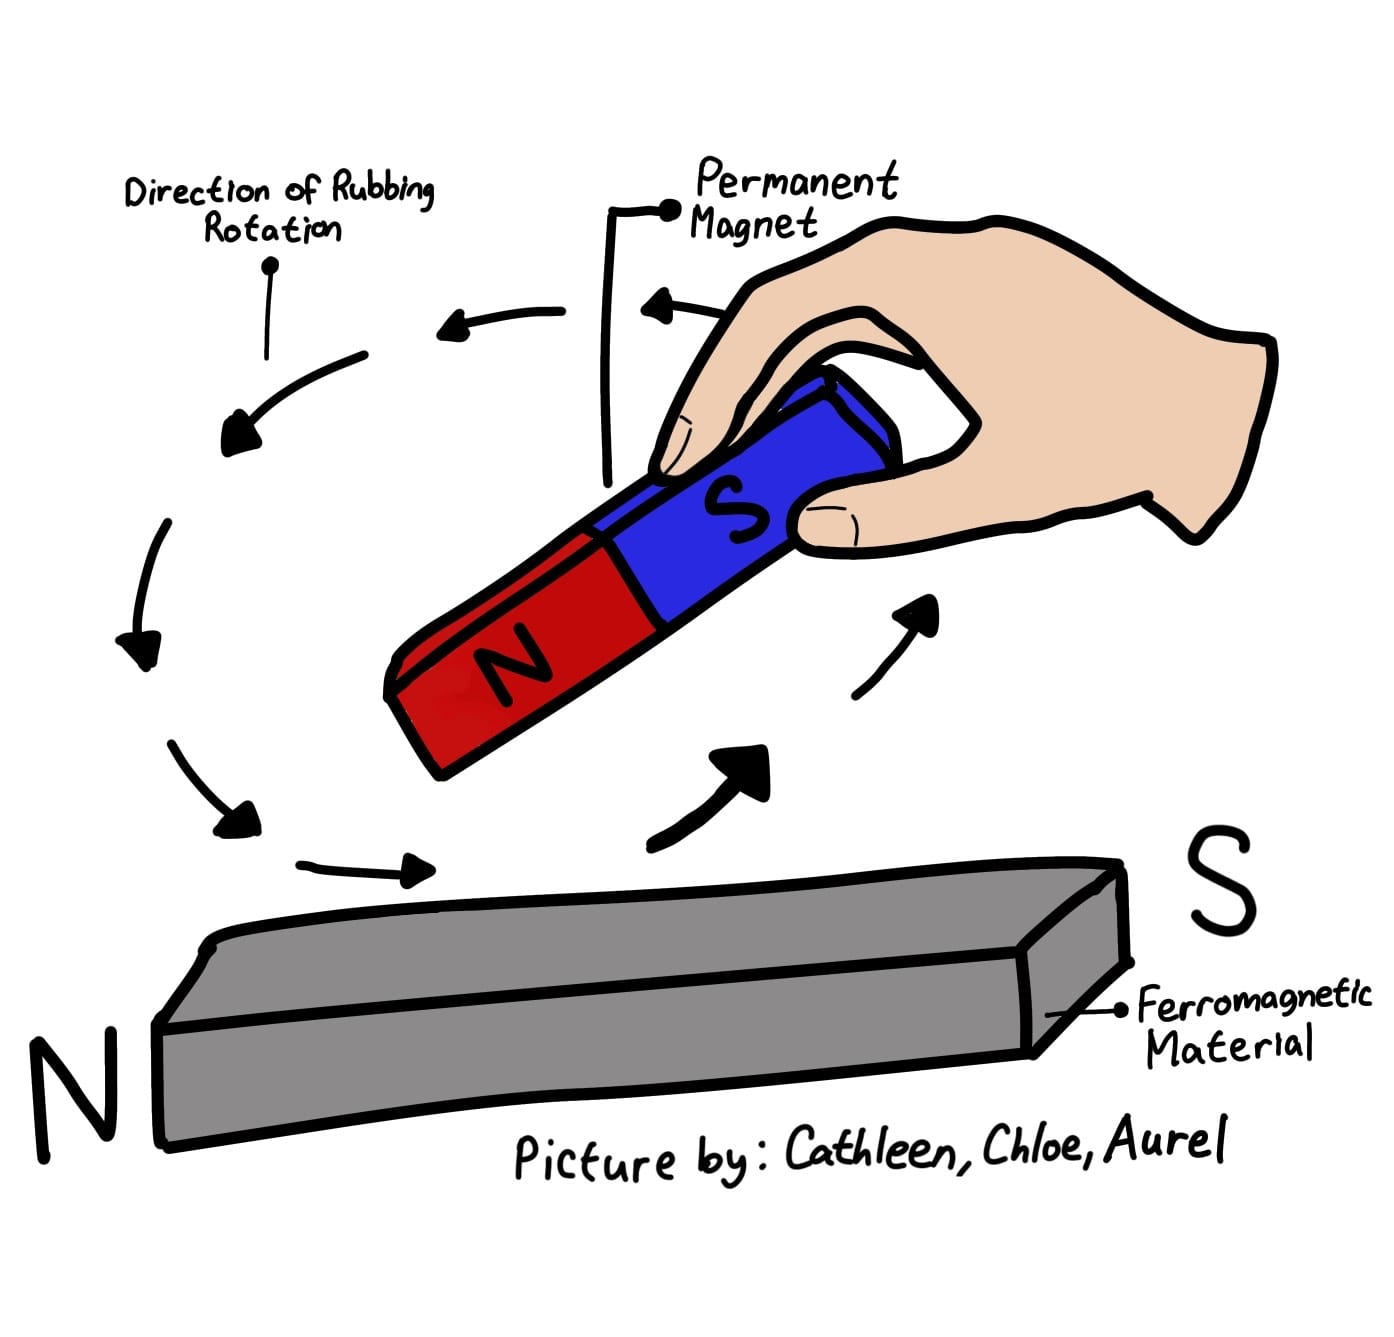 Direction of Rubbing
Rotation
Permanent
Magnet
S
N
S
N
Ferromagnetic
Material
Picture by: Cathleen, Chloe, Aurel